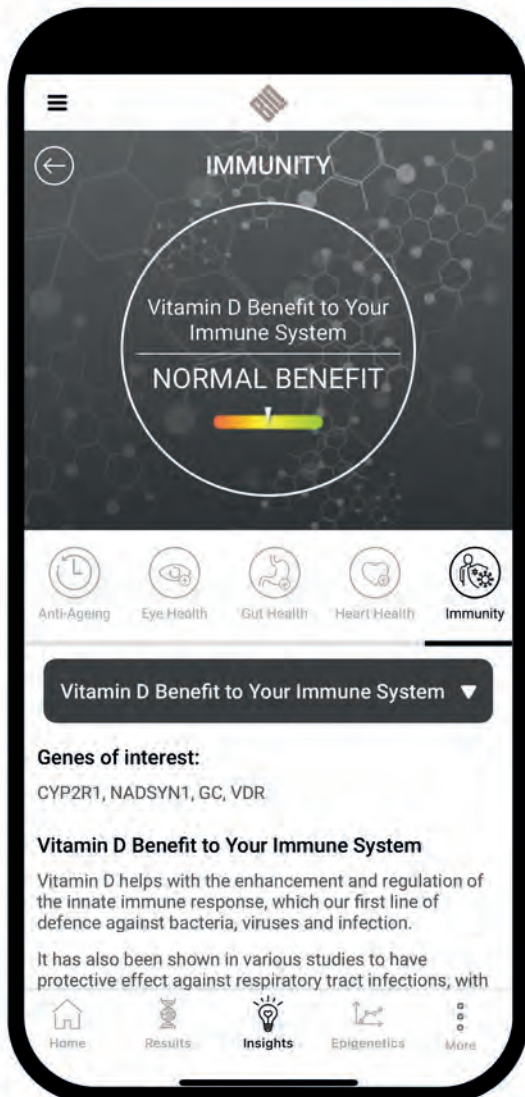 IMMUNITY
Vitamin D Benefit to Your
Immune System
NORMAL BENEFIT
Anti-Ageing
Eye Health
Gut Health
Heart Health
Immunity
Vitamin D Benefit to Your Immune System
Genes of interest:
CYP2R1, NADSYN1, GC, VDR
Vitamin D Benefit to Your Immune System
Vitamin D helps with the enhancement and regulation of
the innate immune response, which our first line of
defence against bacteria, viruses and infection.
It has also been shown in various studies to have
protective effect against respiratory tract infections, with
Home
Results
Insights
Epigenetics
More